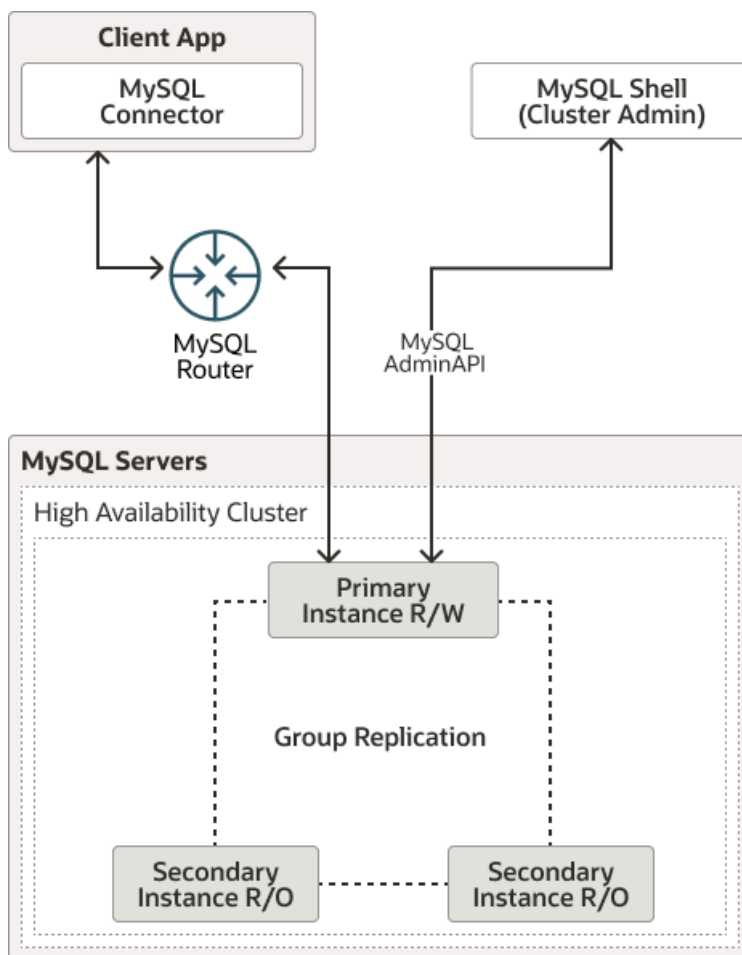 Client App
MySQL
Connector
MySQL Shell
(Cluster Admin)
MySQL
Router
MySQL
AdminAPI
MySQL Servers
High Availability Cluster
Primary
Instance R/W
Group Replication
Secondary
Instance R/O
Secondary
Instance R/O